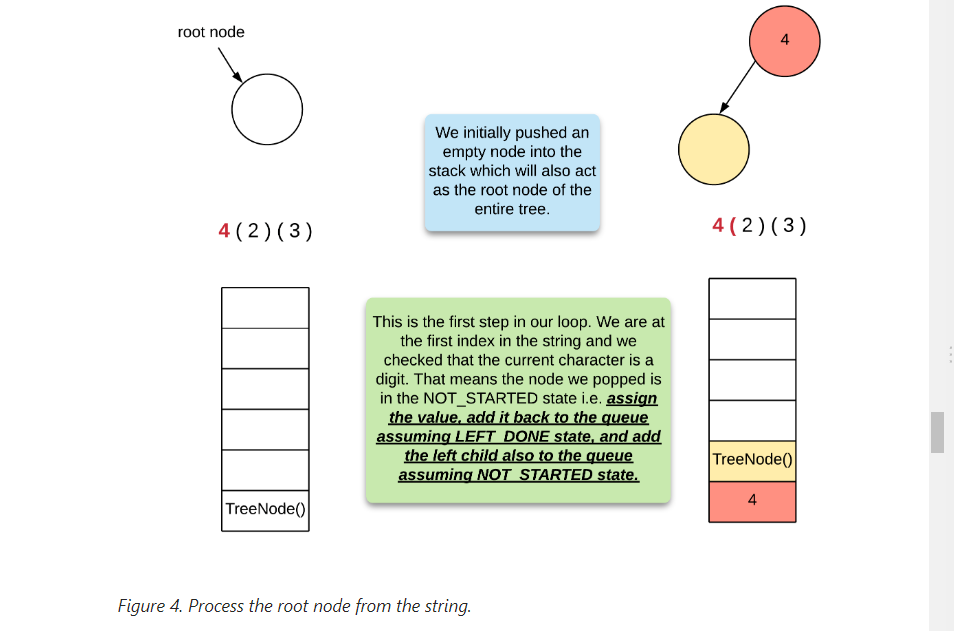 root node
4
We initially pushed an
empty node into the
stack which will also act
as the root node of the
entire tree.
4 ( 2 ) ( 3 )
4 ( 2 ) ( 3 )
This is the first step in our loop. We are at
the first index in the string and we
checked that the current character is a
digit. That means the node we popped is
in the NOT_STARTED state i.e. assign
the value, add it back to the queue
assuming LEFT_DONE state, and add
the left child also to the queue
assuming NOT_STARTED state.
TreeNode()
TreeNode()
4
Figure 4. Process the root node from the string.